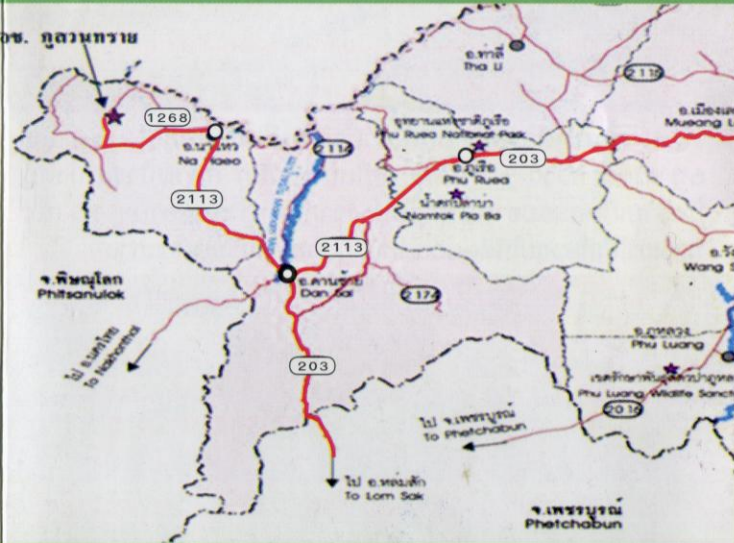 อช. ภูสวนทราย
1268
อ.นาแห้ว
Na Haeo
2113
2114
อ.ท่าลี่
Tha Li
2115
อุทยานแห่งชาติภูเรือ
Phu Ruea National Park
203
อ.ภูเรือ
Phu Ruea
น้ำตกปลาบา
Namtok Pla Ba
อ.เมืองเล
Mueang L
2113
อ.ด่านซ้าย
Dan Sai
2174
จ.พิษณุโลก
Phitsanulok
ไป อ.นครไทย
To Nakhonthai
203
อ.วั
Wang S
อ.ภูหลวง
Phu Luang
Phu Luang Wildlife Sanct
2016
ไป จ.เพชรบูรณ์
To Phetchabun
ไป อ.หล่มสัก
To Lom Sak
จ.เพชรบูรณ์
Phetchabun